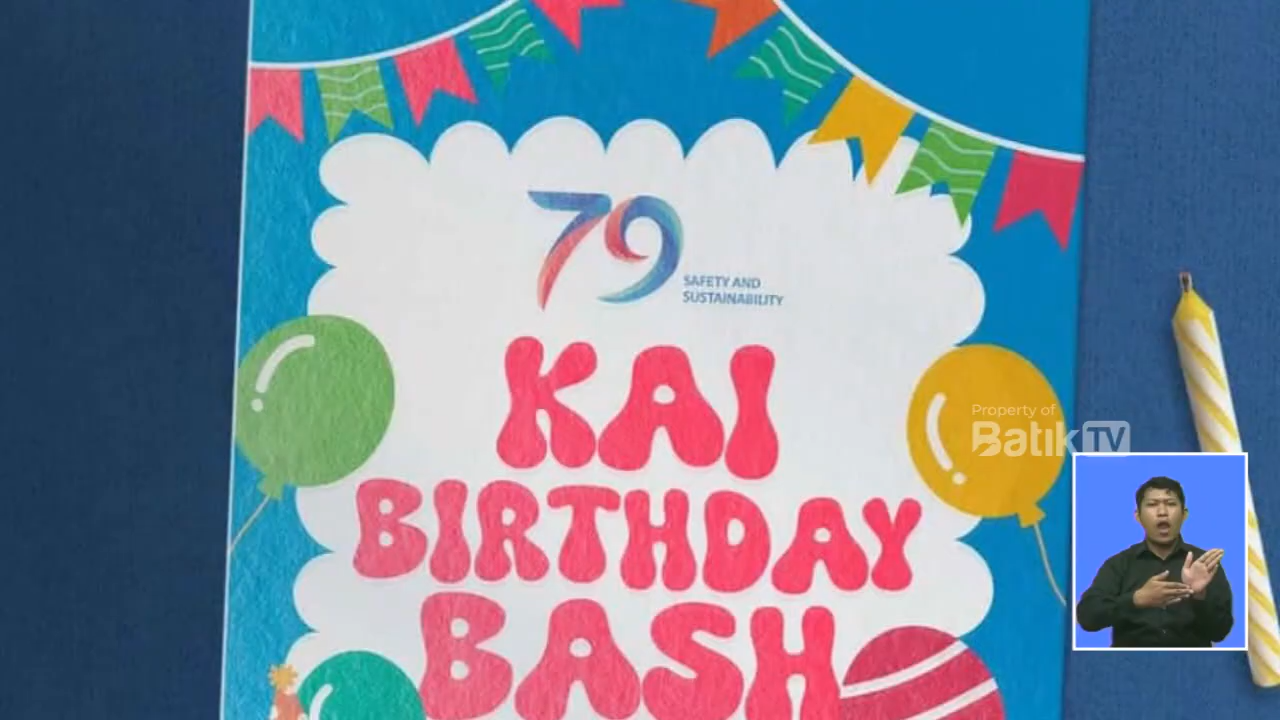 79
SAFETY AND
SUSTAINABILITY
KAI
BIRTHDAY
BASH
Property of
BatikTV